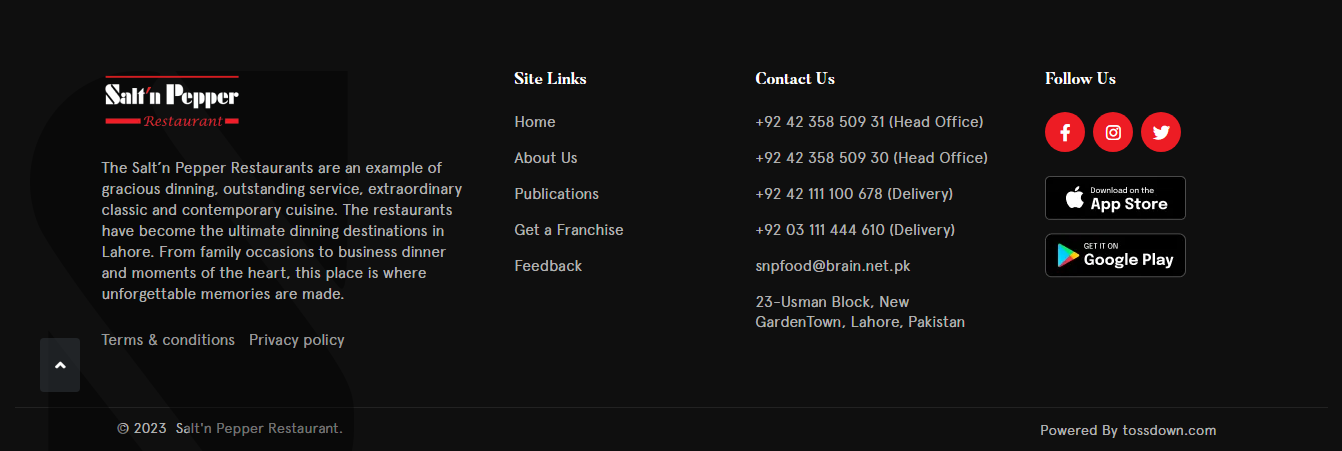 Salt'n Pepper
Restaurant
The Salt’n Pepper Restaurants are an example of
gracious dinning, outstanding service, extraordinary
classic and contemporary cuisine. The restaurants
have become the ultimate dinning destinations in
Lahore. From family occasions to business dinner
and moments of the heart, this place is where
unforgettable memories are made.
Terms & conditions Privacy policy
Site Links
Home
About Us
Publications
Get a Franchise
Feedback
Contact Us
+92 42 358 509 31 (Head Office)
+92 42 358 509 30 (Head Office)
+92 42 111 100 678 (Delivery)
+92 03 111 444 610 (Delivery)
snpfood@brain.net.pk
23-Usman Block, New
GardenTown, Lahore, Pakistan
Follow Us
Download on the
App Store
GET IT ON
Google Play
© 2023 Salt'n Pepper Restaurant.
Powered By tossdown.com